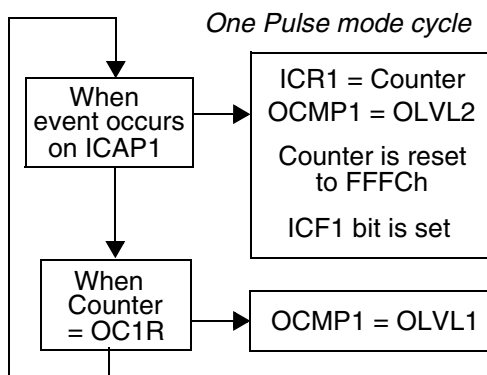 One Pulse mode cycle
When
event occurs
on ICAP1
ICR1 = Counter
OCMP1 = OLVL2
Counter is reset
to FFFCh
ICF1 bit is set
When
Counter
= OC1R
OCMP1 = OLVL1